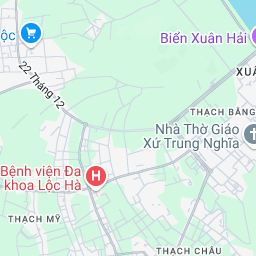 ộc
Biển Xuân Hải
22 Tháng 12
XUÂ
THẠCH BẰNG
Nhà Thờ Giáo
Xứ Trung Nghĩa
Bệnh viện Đa
khoa Lộc Hà
H
THẠCH MỸ
THẠCH CHÂU